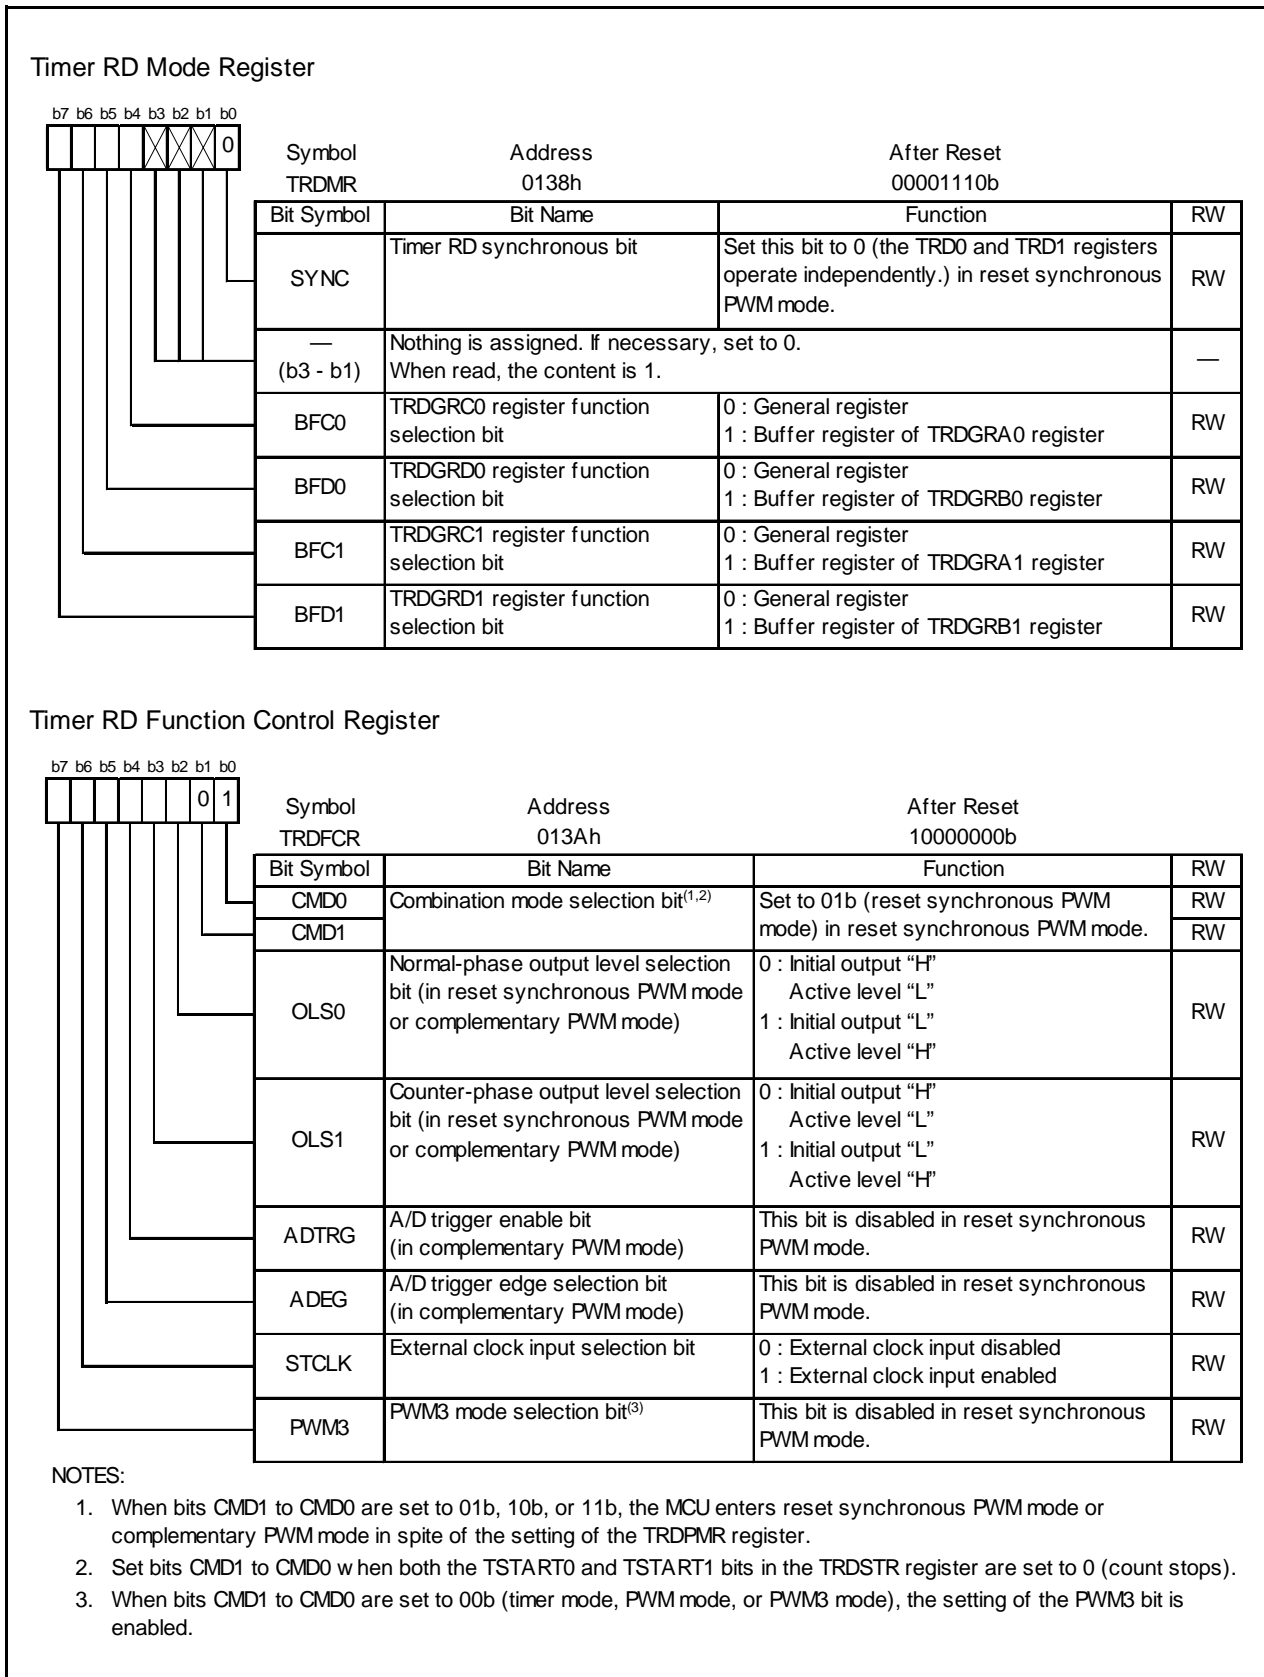 Timer RD Mode Register
b7 b6 b5 b4 b3 b2 b1 b0
0
Symbol Address After Reset
TRDMR 0138h 00001110b
Bit Symbol Bit Name Function RW
SYNC Timer RD synchronous bit Set this bit to 0 (the TRD0 and TRD1 registers
operate independently.) in reset synchronous
PWM mode. RW
— (b3 - b1) Nothing is assigned. If necessary, set to 0.
When read, the content is 1. —
BFC0 TRDGRC0 register function 0 : General register
selection bit 1 : Buffer register of TRDGRA0 register RW
BFD0 TRDGRD0 register function 0 : General register
selection bit 1 : Buffer register of TRDGRB0 register RW
BFC1 TRDGRC1 register function 0 : General register
selection bit 1 : Buffer register of TRDGRA1 register RW
BFD1 TRDGRD1 register function 0 : General register
selection bit 1 : Buffer register of TRDGRB1 register RW
Timer RD Function Control Register
b7 b6 b5 b4 b3 b2 b1 b0
0 1
Symbol Address After Reset
TRDFCR 013Ah 10000000b
Bit Symbol Bit Name Function RW
CMD0 Combination mode selection bit(1,2) Set to 01b (reset synchronous PWM RW
CMD1 mode) in reset synchronous PWM mode. RW
OLS0 Normal-phase output level selection 0 : Initial output “H”
bit (in reset synchronous PWM mode Active level “L”
or complementary PWM mode) 1 : Initial output “L”
Active level “H” RW
OLS1 Counter-phase output level selection 0 : Initial output “H”
bit (in reset synchronous PWM mode Active level “L”
or complementary PWM mode) 1 : Initial output “L”
Active level “H” RW
ADTRG A/D trigger enable bit This bit is disabled in reset synchronous
(in complementary PWM mode) PWM mode. RW
ADEG A/D trigger edge selection bit This bit is disabled in reset synchronous
(in complementary PWM mode) PWM mode. RW
STCLK External clock input selection bit 0 : External clock input disabled
1 : External clock input enabled RW
PWM3 PWM3 mode selection bit(3) This bit is disabled in reset synchronous
PWM mode. RW
NOTES:
1. When bits CMD1 to CMD0 are set to 01b, 10b, or 11b, the MCU enters reset synchronous PWM mode or
complementary PWM mode in spite of the setting of the TRDPMR register.
2. Set bits CMD1 to CMD0 when both the TSTART0 and TSTART1 bits in the TRDSTR register are set to 0 (count stops).
3. When bits CMD1 to CMD0 are set to 00b (timer mode, PWM mode, or PWM3 mode), the setting of the PWM3 bit is
enabled.